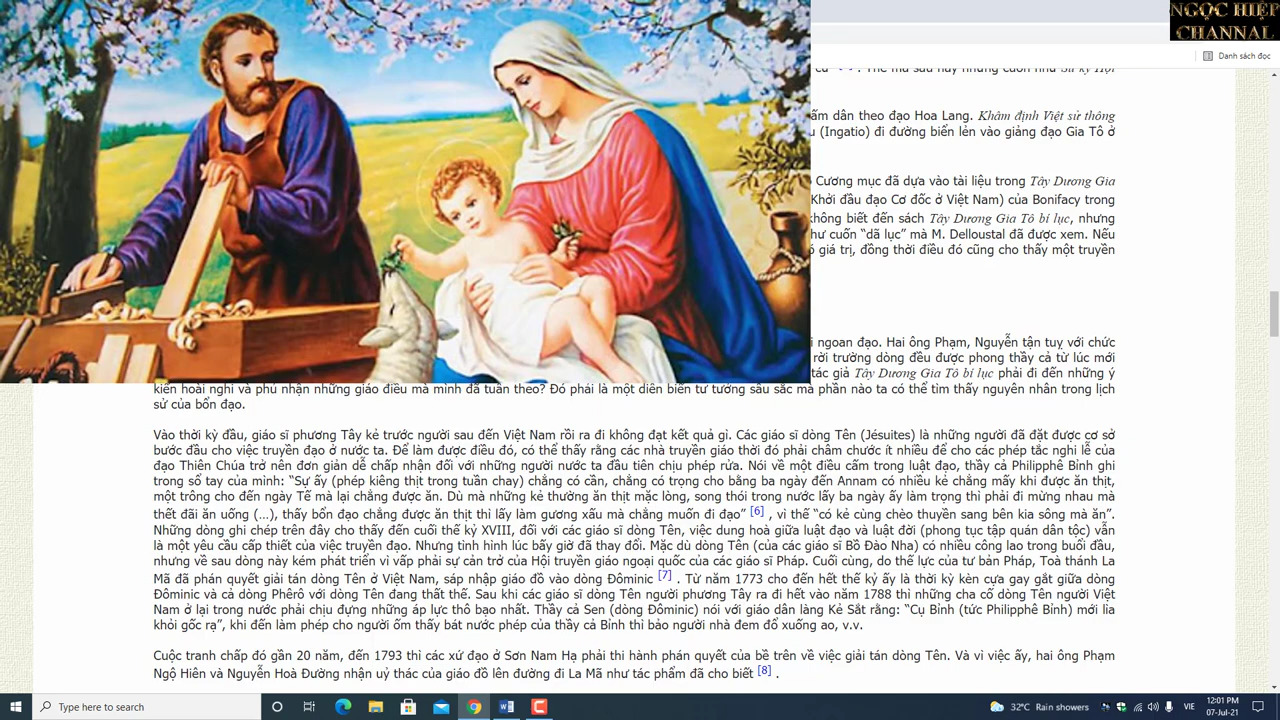 NGỌC HIỆP
CHANNAL
Danh sách đọc
Sử ký Hội
ấm dân theo đạo Hoa Lang. Khâm định Việt sử thông
(Ingatio) đi đường biển lẻn vào giảng đạo Gia Tô ở
Cương mục đã dựa vào tài liệu trong Tây Dương Gia
Khởi đầu đạo Cơ đốc ở Việt Nam) của Bonifacy trong
không biết đến sách Tây Dương Gia Tô bí lục, nhưng
hư cuốn “dã lục” mà M. Delloustal đã được xem. Nếu
giá trị, đồng thời điều đó cũng cho thấy một truyền
ngoan đạo. Hai ông Phạm, Nguyễn tận tuỵ với chức
rời trường dòng đều được phong thầy cả từ lúc mới
tác giả Tây Dương Gia Tô bí lục phải đi đến những ý
kiến hoài nghi và phủ nhận những giáo điều mà mình đã tuân theo? Đó phải là một diễn biến tư tưởng sâu sắc mà phần nào ta có thể tìm thấy nguyên nhân trong lịch
sử của bổn đạo.
Vào thời kỳ đầu, giáo sĩ phương Tây kẻ trước người sau đến Việt Nam rồi ra đi không đạt kết quả gì. Các giáo sĩ dòng Tên (Jésuites) là những người đã đặt được cơ sở
bước đầu cho việc truyền đạo ở nước ta. Để làm được điều đó, có thể thấy rằng các nhà truyền giáo thời đó phải châm chước ít nhiều để cho các phép tắc nghi lễ của
đạo Thiên Chúa trở nên đơn giản dễ chấp nhận đối với những người nước ta đầu tiên chịu phép rửa. Nói về một điều cấm trong luật đạo, thầy cả Philipphê Bỉnh ghi
trong sổ tay của mình: “Sự ấy (phép kiêng thịt trong tuần chay) chẳng có cần, chẳng có trọng cho bằng ba ngày đến Annam có nhiều kẻ chẳng mấy khi được ăn thịt,
một trông cho đến ngày Tế mà lại chẳng được ăn. Dù mà những kẻ thường ăn thịt mặc lòng, song thói trong nước lấy ba ngày ấy làm trọng thì phải đi mừng nhau mà
thết đãi ăn uống (…), thấy bổn đạo chẳng được ăn thịt thì lấy làm gương xấu mà chẳng muốn đi đạo” [6] , vì thế “có kẻ cùng chèo thuyền sang bên kia sông mà ăn”.
Những dòng ghi chép trên đây cho thấy đến cuối thế kỷ XVIII, đối với các giáo sĩ dòng Tên, việc dung hoà giữa luật đạo và luật đời (phong tục tập quán dân tộc) vẫn
là một yêu cầu cấp thiết của việc truyền đạo. Nhưng tình hình lúc bấy giờ đã thay đổi. Mặc dù dòng Tên (của các giáo sĩ Bồ Đào Nha) có nhiều công lao trong buổi đầu,
nhưng về sau dòng này kém phát triển vì vấp phải sự cản trở của Hội truyền giáo ngoại quốc của các giáo sĩ Pháp. Cuối cùng, do thế lực của tư bản Pháp, Toà thánh La
Mã đã phán quyết giải tán dòng Tên ở Việt Nam, sáp nhập giáo đồ vào dòng Đôminic [7] . Từ năm 1773 cho đến hết thế kỷ ấy là thời kỳ kèn cựa gay gắt giữa dòng
Đôminic và cả dòng Phêrô với dòng Tên đang thất thế. Sau khi các giáo sĩ dòng Tên người phương Tây ra đi hết vào năm 1788 thì những cha cố dòng Tên người Việt
Nam ở lại trong nước phải chịu đựng những áp lực thô bạo nhất. Thầy cả Sen (dòng Đôminic) nói với giáo dân làng Kẻ Sắt rằng: “Cụ Bỉnh (tức Philipphê Bỉnh) mới lìa
khỏi gốc rạ”, khi đến làm phép cho người ốm thấy bát nước phép của thầy cả Bỉnh thì bảo người nhà đem đổ xuống ao, v.v.
Cuộc tranh chấp đó gần 20 năm, đến 1793 thì các xứ đạo ở Sơn Nam Hạ phải thi hành phán quyết của bề trên về việc giải tán dòng Tên. Và vì việc ấy, hai ông Phạm
Ngộ Hiên và Nguyễn Hoà Đường nhận uỷ thác của giáo đồ lên đường đi La Mã như tác phẩm đã cho biết [8] .
Type here to search
32°C Rain showers
VIE
12:01 PM
07-Jul-21